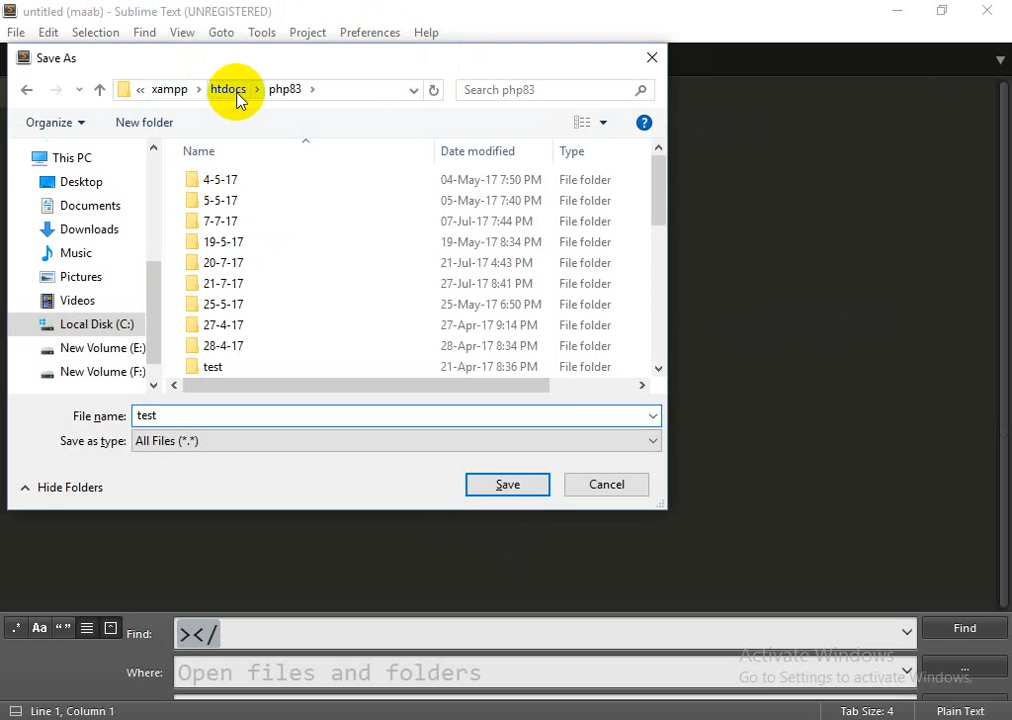 untitled (maab) - Sublime Text (UNREGISTERED)
File Edit Selection Find View Goto Tools Project Preferences Help
Save As
« xampp › htdocs › php83 ›
Search php83
Organize
New folder
Name
Date modified
Type
This PC
Desktop
Documents
Downloads
Music
Pictures
Videos
Local Disk (C:)
New Volume (E:)
New Volume (F:)
4-5-17 04-May-17 7:50 PM File folder
5-5-17 05-May-17 7:40 PM File folder
7-7-17 07-Jul-17 7:44 PM File folder
19-5-17 19-May-17 8:34 PM File folder
20-7-17 21-Jul-17 4:43 PM File folder
21-7-17 27-Jul-17 8:41 PM File folder
25-5-17 25-May-17 6:50 PM File folder
27-4-17 27-Apr-17 9:14 PM File folder
28-4-17 28-Apr-17 8:34 PM File folder
test 21-Apr-17 8:36 PM File folder
File name: test
Save as type: All Files (*.*)
Hide Folders
Save
Cancel
.* Aa “ ” Find: ></ Find
Where: Open files and folders ...
Activate Windows
Go to Settings to activate Windows.
Line 1, Column 1
Tab Size: 4
Plain Text